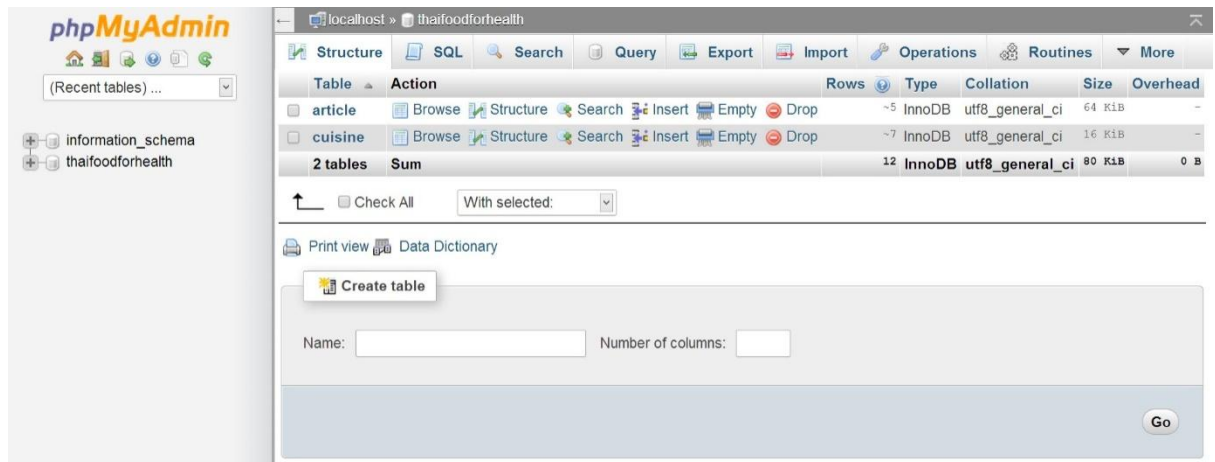 phpMyAdmin
(Recent tables) ...
information_schema
thaifoodforhealth
localhost » thaifoodforhealth
Structure SQL Search Query Export Import Operations Routines More
Table Action Rows Type Collation Size Overhead
article Browse Structure Search Insert Empty Drop ~5 InnoDB utf8_general_ci 64 KiB -
cuisine Browse Structure Search Insert Empty Drop ~7 InnoDB utf8_general_ci 16 KiB -
2 tables Sum 12 InnoDB utf8_general_ci 80 KiB 0 B
Check All With selected:
Print view Data Dictionary
Create table
Name: Number of columns:
Go